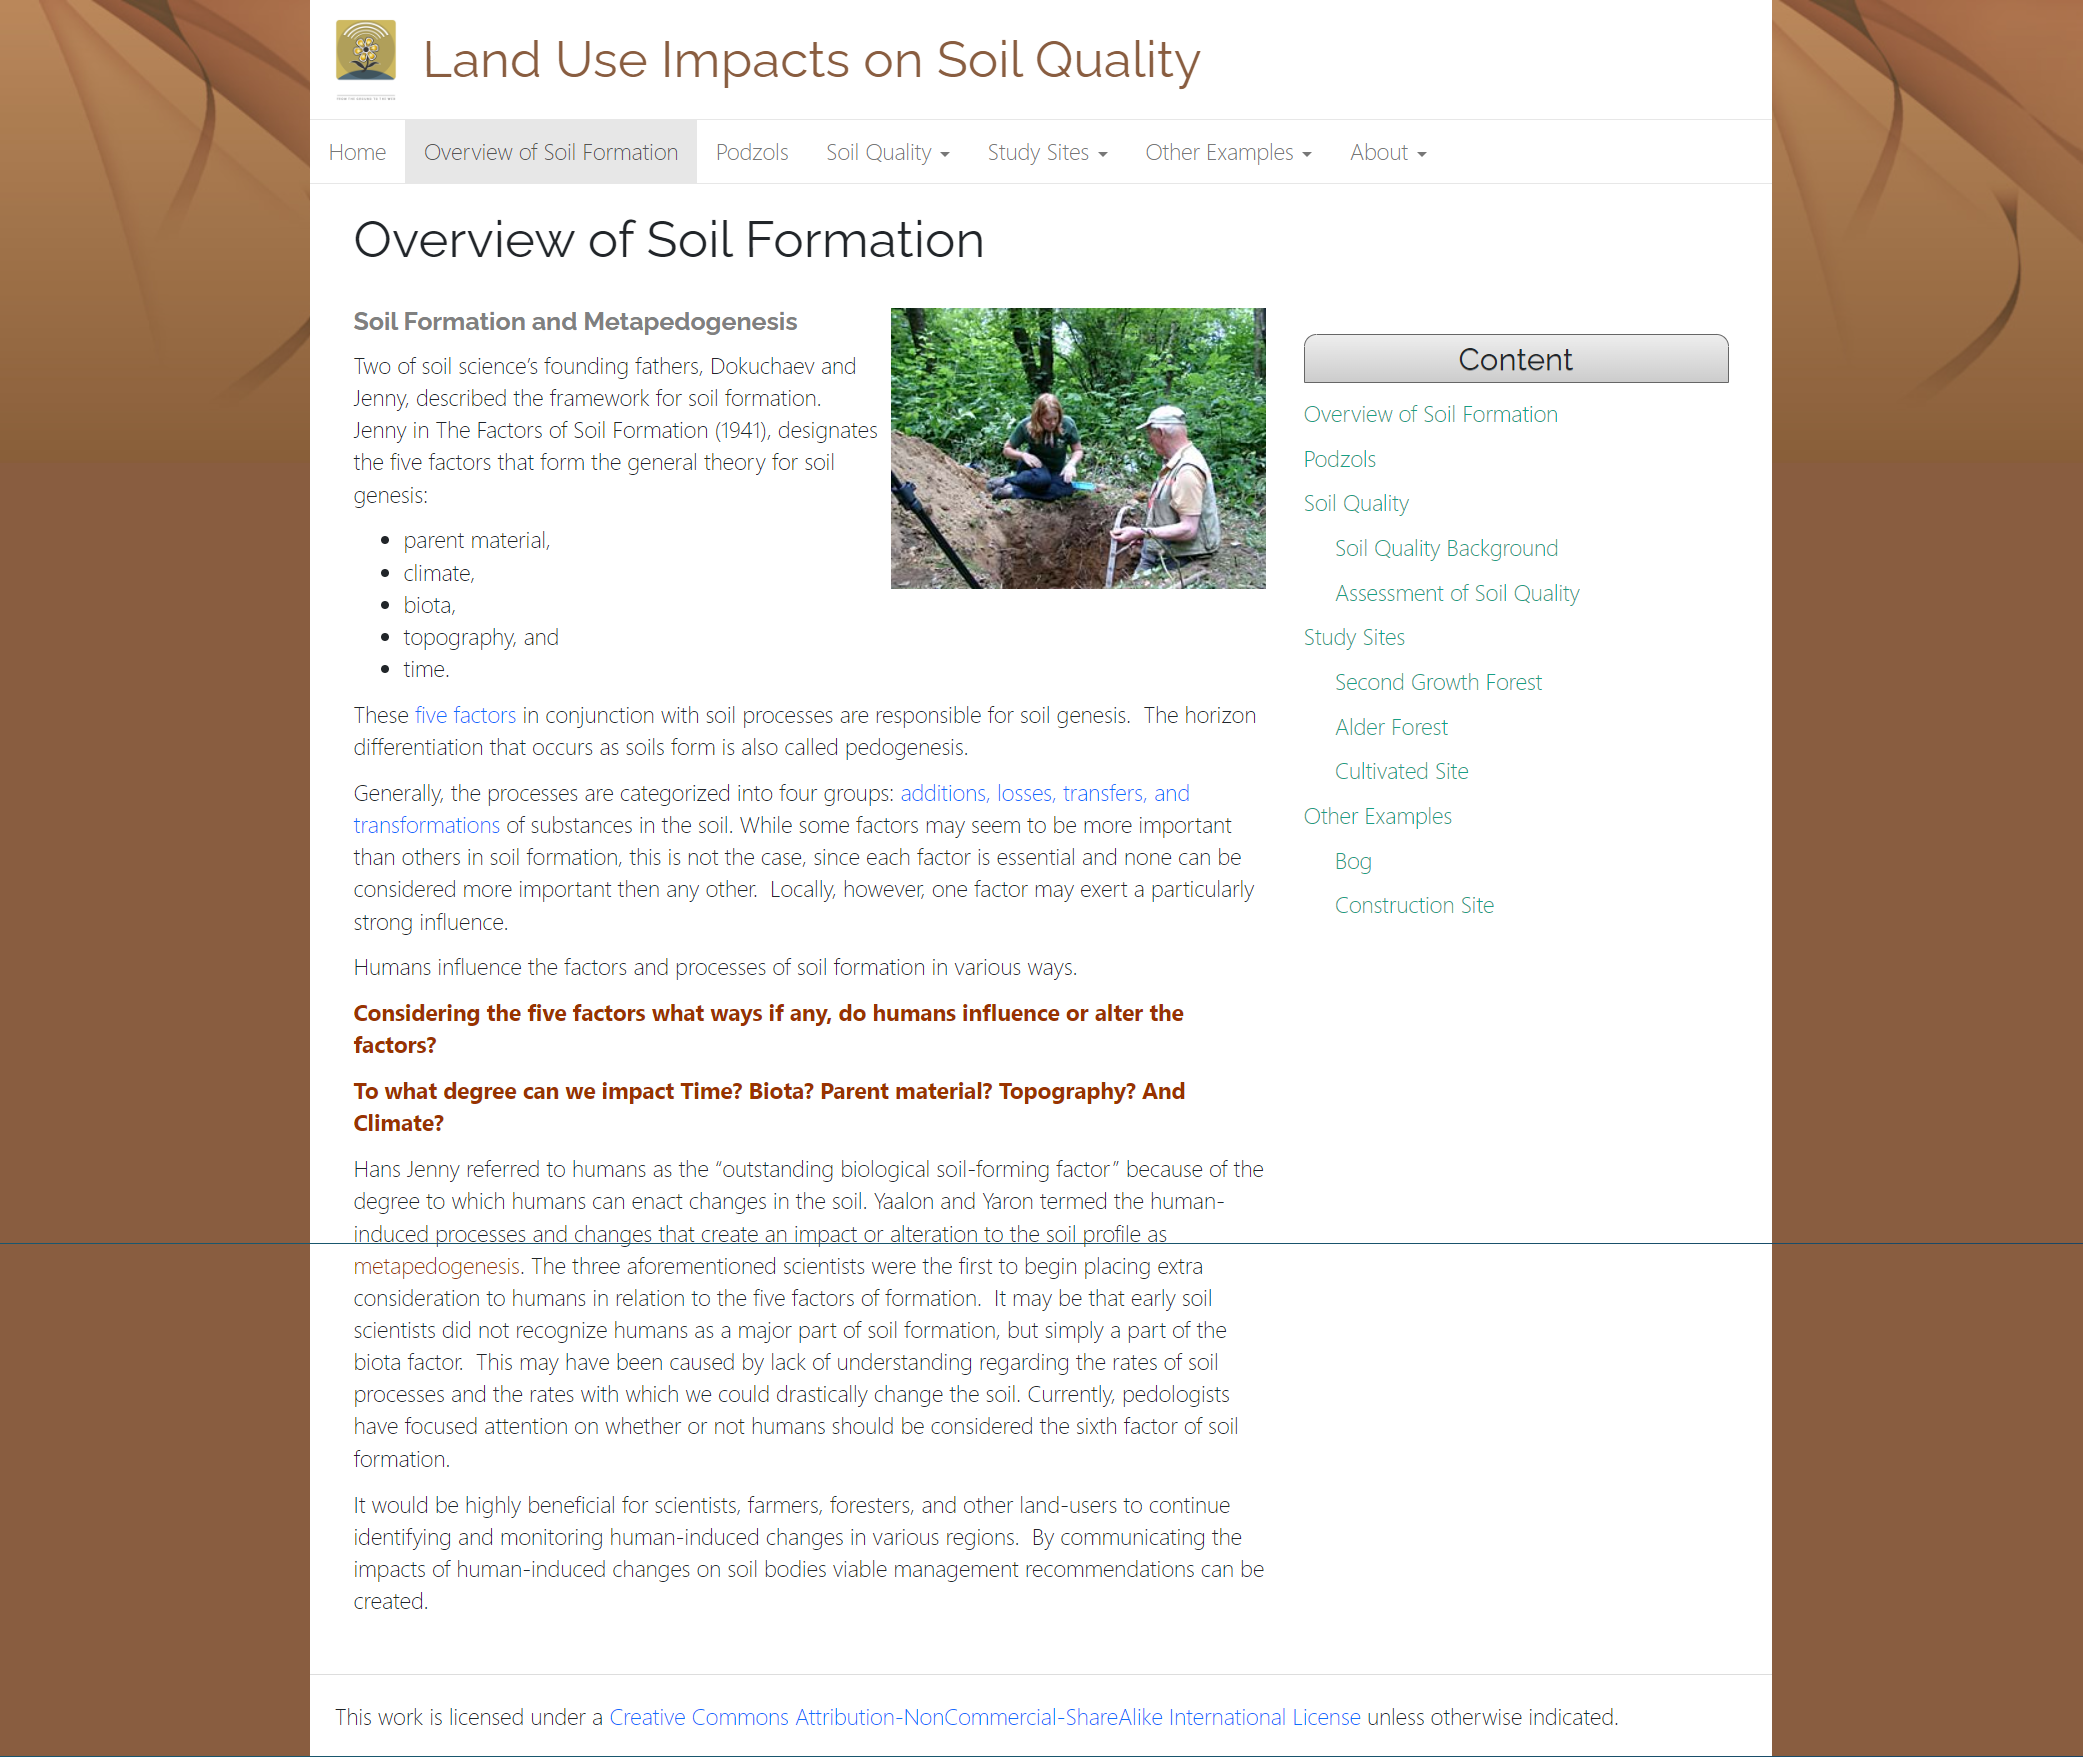 Land Use Impacts on Soil Quality
Home
Overview of Soil Formation
Podzols
Soil Quality
Study Sites
Other Examples
About
Overview of Soil Formation
Soil Formation and Metapedogenesis
Two of soil science’s founding fathers, Dokuchaev and
Jenny, described the framework for soil formation.
Jenny in The Factors of Soil Formation (1941), designates
the five factors that form the general theory for soil
genesis:
parent material,
climate,
biota,
topography, and
time.
These five factors in conjunction with soil processes are responsible for soil genesis.  The horizon
differentiation that occurs as soils form is also called pedogenesis.
Generally, the processes are categorized into four groups: additions, losses, transfers, and
transformations of substances in the soil. While some factors may seem to be more important
than others in soil formation, this is not the case, since each factor is essential and none can be
considered more important then any other.  Locally, however, one factor may exert a particularly
strong influence.
Humans influence the factors and processes of soil formation in various ways.
Considering the five factors what ways if any, do humans influence or alter the
factors?
To what degree can we impact Time? Biota? Parent material? Topography? And
Climate?
Hans Jenny referred to humans as the “outstanding biological soil-forming factor” because of the
degree to which humans can enact changes in the soil. Yaalon and Yaron termed the human-
induced processes and changes that create an impact or alteration to the soil profile as
metapedogenesis. The three aforementioned scientists were the first to begin placing extra
consideration to humans in relation to the five factors of formation.  It may be that early soil
scientists did not recognize humans as a major part of soil formation, but simply a part of the
biota factor.  This may have been caused by lack of understanding regarding the rates of soil
processes and the rates with which we could drastically change the soil. Currently, pedologists
have focused attention on whether or not humans should be considered the sixth factor of soil
formation.
It would be highly beneficial for scientists, farmers, foresters, and other land-users to continue
identifying and monitoring human-induced changes in various regions.  By communicating the
impacts of human-induced changes on soil bodies viable management recommendations can be
created.
Content
Overview of Soil Formation
Podzols
Soil Quality
Soil Quality Background
Assessment of Soil Quality
Study Sites
Second Growth Forest
Alder Forest
Cultivated Site
Other Examples
Bog
Construction Site
This work is licensed under a Creative Commons Attribution-NonCommercial-ShareAlike International License unless otherwise indicated.